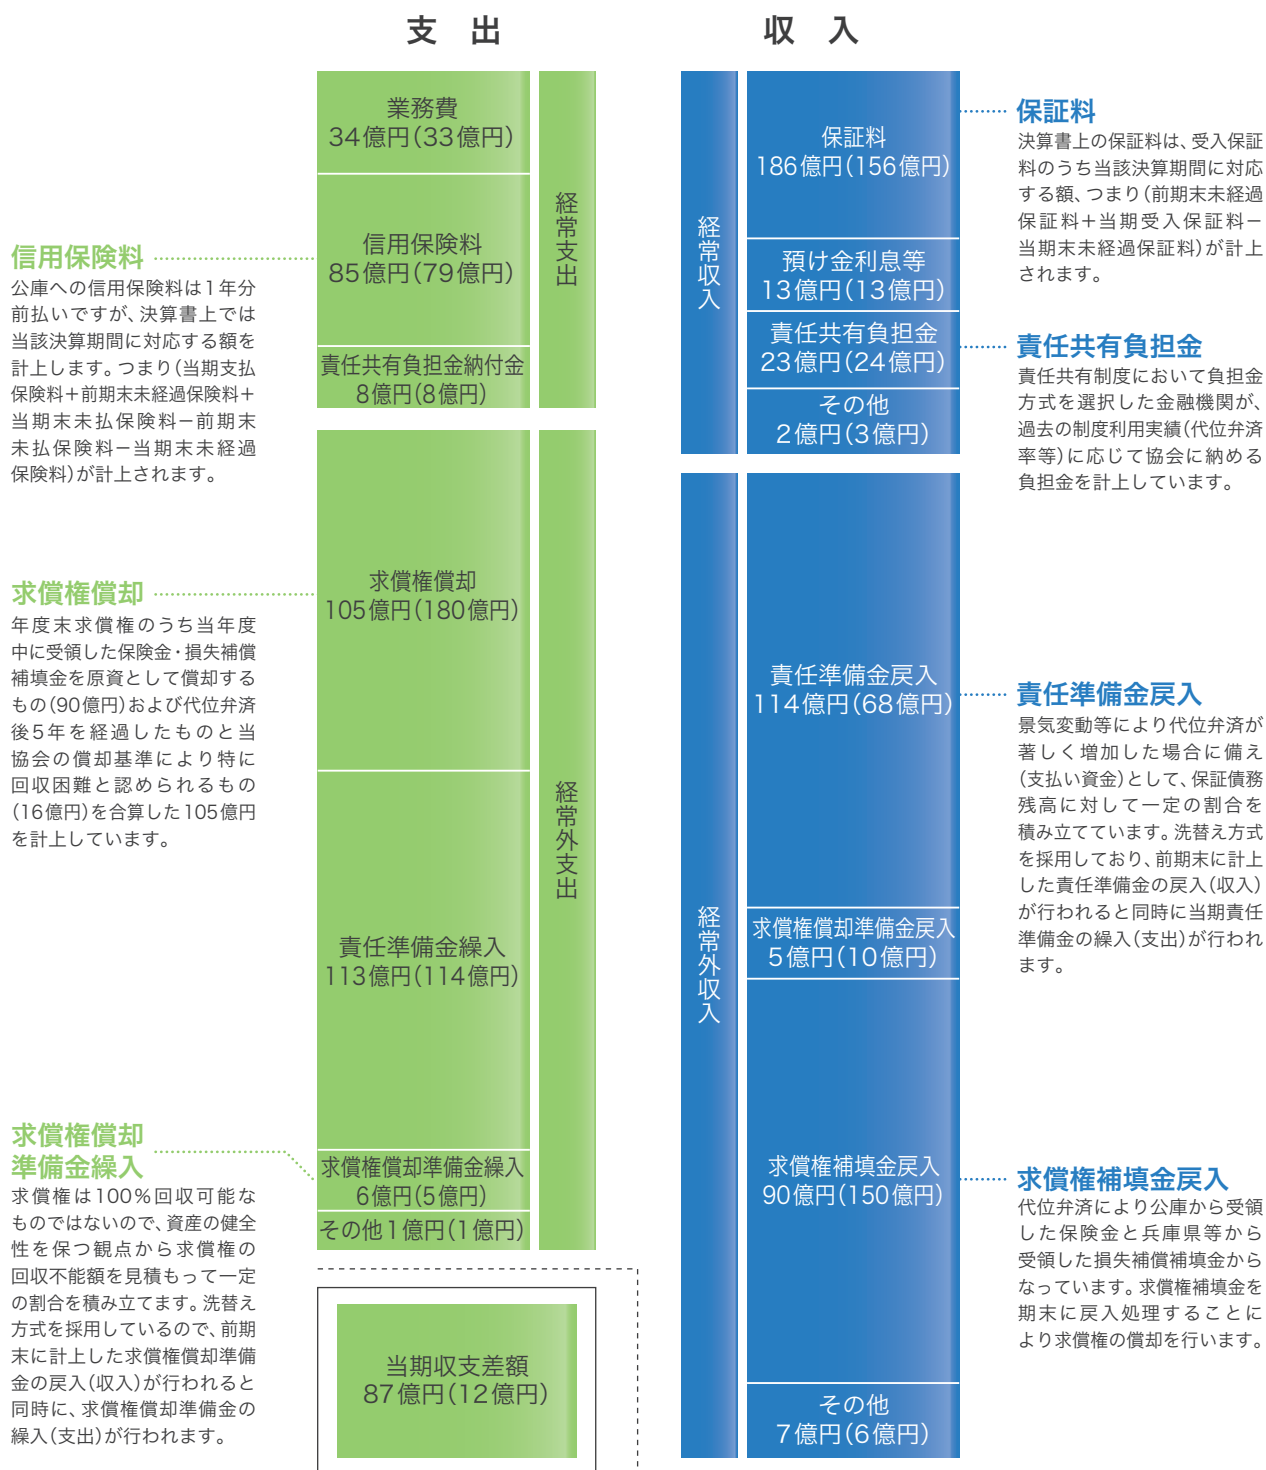 支　出
業務費
34億円(33億円)
信用保険料
85億円(79億円)
責任共有負担金納付金
8億円(8億円)
経常支出
求償権償却
105億円(180億円)
責任準備金繰入
113億円(114億円)
求償権償却準備金繰入
6億円(5億円)
その他1億円(1億円)
経常外支出
当期収支差額
87億円(12億円)
信用保険料
公庫への信用保険料は1年分
前払いですが、決算書上では
当該決算期間に対応する額を
計上します。つまり(当期支払
保険料＋前期末未経過保険料＋
当期末未払保険料－前期末
未払保険料－当期末未経過
保険料)が計上されます。
求償権償却
年度末求償権のうち当年度
中に受領した保険金・損失補償
補填金を原資として償却する
もの(90億円)および代位弁済
後5年を経過したものと当
協会の償却基準により特に
回収困難と認められるもの
(16億円)を合算した105億円
を計上しています。
求償権償却
準備金繰入
求償権は100％回収可能な
ものではないので、資産の健全
性を保つ観点から求償権の
回収不能額を見積もって一定
の割合を積み立てます。洗替え
方式を採用しているので、前期
末に計上した求償権償却準備
金の戻入(収入)が行われると
同時に、求償権償却準備金の
繰入(支出)が行われます。
収　入
経常収入
保証料
186億円(156億円)
預け金利息等
13億円(13億円)
責任共有負担金
23億円(24億円)
その他
2億円(3億円)
経常外収入
責任準備金戻入
114億円(68億円)
求償権償却準備金戻入
5億円(10億円)
求償権補填金戻入
90億円(150億円)
その他
7億円(6億円)
保証料
決算書上の保証料は、受入保証
料のうち当該決算期間に対応
する額、つまり(前期末未経過
保証料＋当期受入保証料－
当期末未経過保証料)が計上
されます。
責任共有負担金
責任共有制度において負担金
方式を選択した金融機関が、
過去の制度利用実績(代位弁済
率等)に応じて協会に納める
負担金を計上しています。
責任準備金戻入
景気変動等により代位弁済が
著しく増加した場合に備え
(支払い資金)として、保証債務
残高に対して一定の割合を
積み立てています。洗替え方式
を採用しており、前期末に計上
した責任準備金の戻入(収入)
が行われると同時に当期責任
準備金の繰入(支出)が行われ
ます。
求償権補填金戻入
代位弁済により公庫から受領
した保険金と兵庫県等から
受領した損失補償補填金から
なっています。求償権補填金を
期末に戻入処理することに
より求償権の償却を行います。